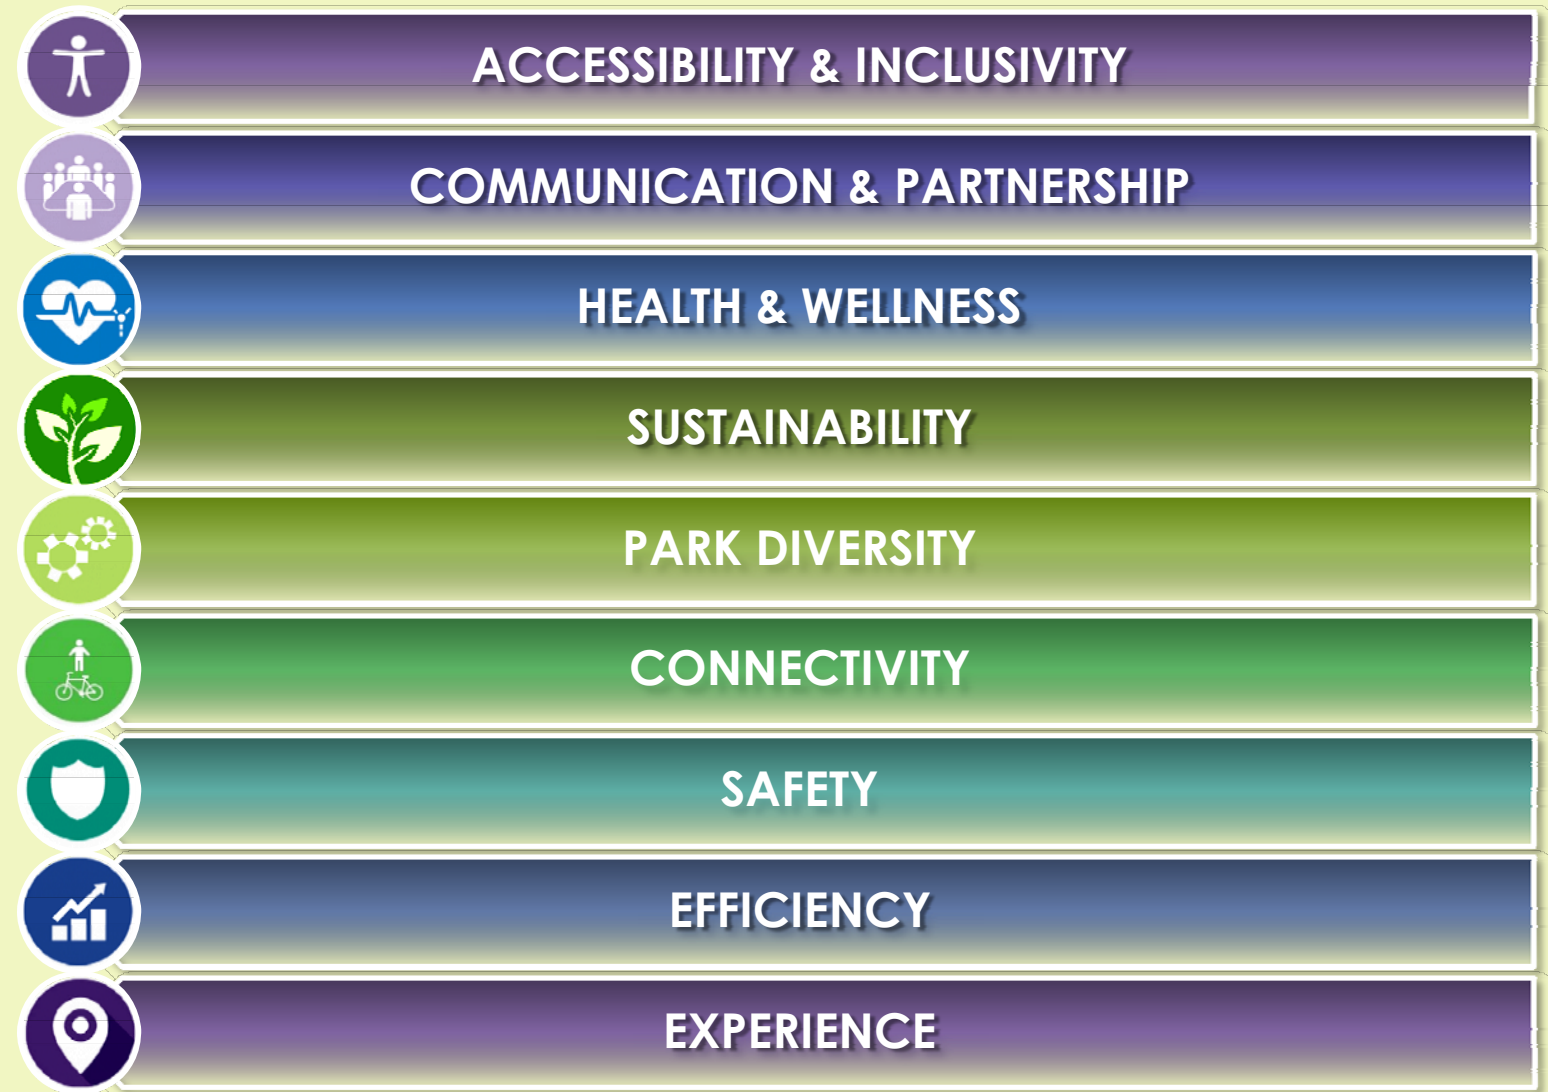 ACCESSIBILITY & INCLUSIVITY
COMMUNICATION & PARTNERSHIP
HEALTH & WELLNESS
SUSTAINABILITY
PARK DIVERSITY
CONNECTIVITY
SAFETY
EFFICIENCY
EXPERIENCE